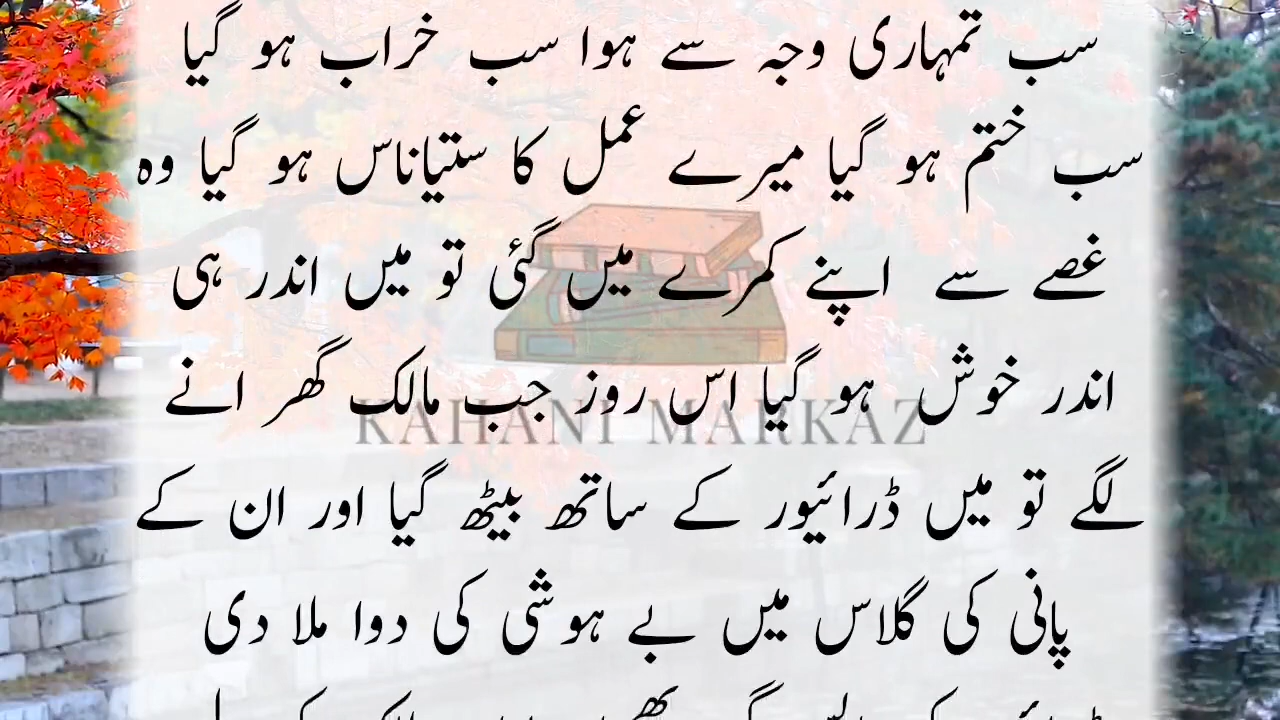 سب تمہاری وجہ سے ہوا سب خراب ہو گیا
سب ختم ہو گیا میرے عمل کا ستیاناس ہو گیا وہ
غصے سے اپنے کمرے میں گئی تو میں اندر ہی
اندر خوش ہو گیا اس روز جب مالک گھر انے
KAHANI MARKAZ
لگے تو میں ڈرائیور کے ساتھ بیٹھ گیا اور ان کے
پانی کی گلاس میں بے ہوشی کی دوا ملا دی